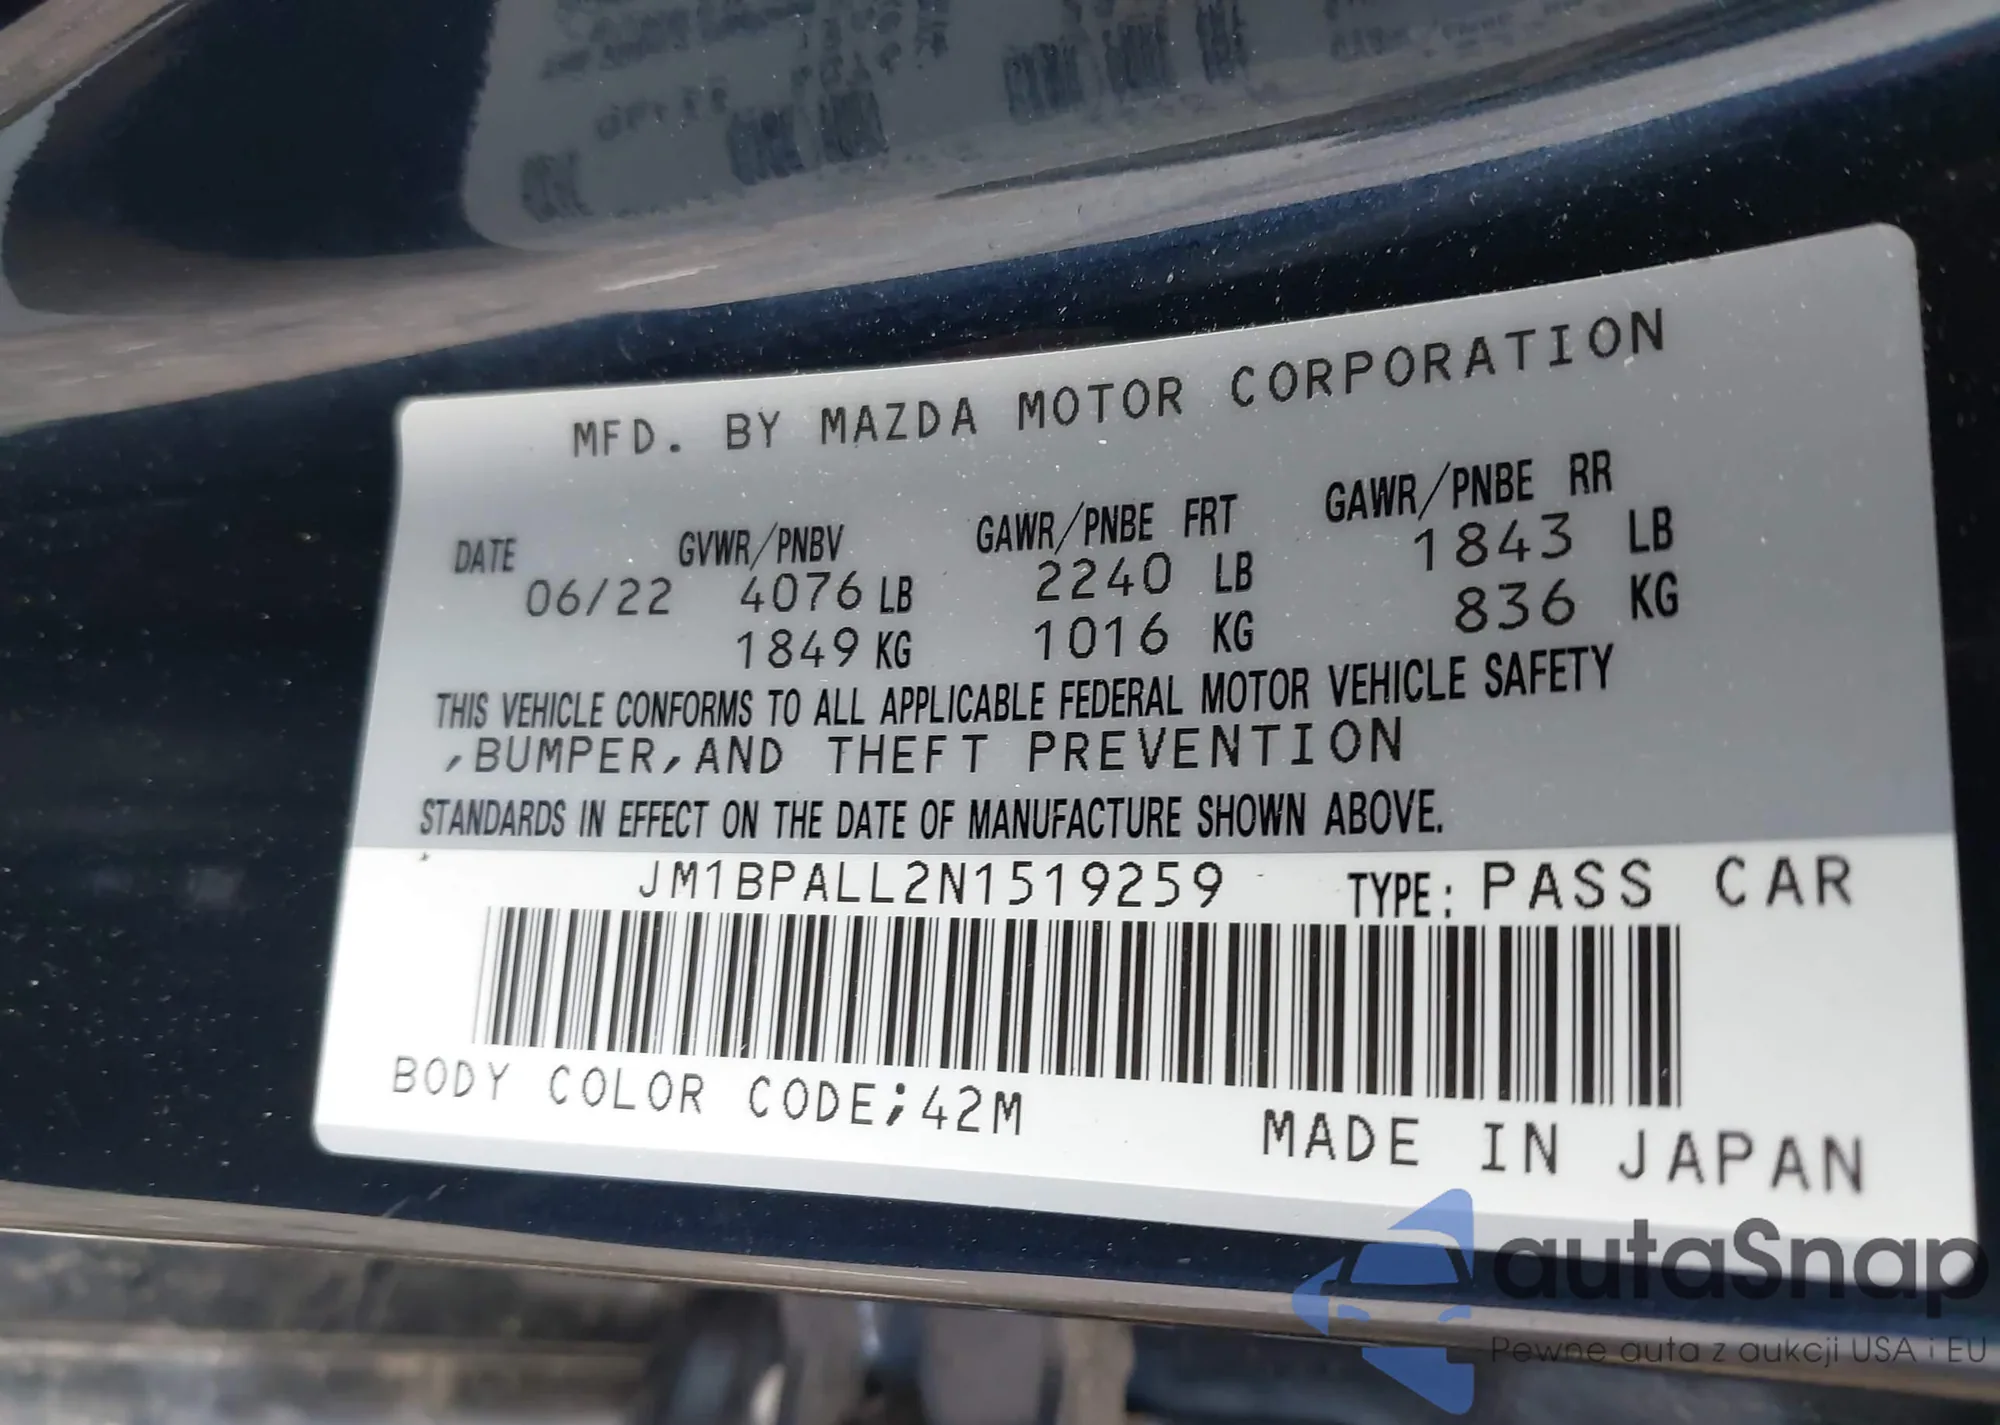 MFD. BY MAZDA MOTOR CORPORATION
DATE GVWR/PNBV GAWR/PNBE FRT GAWR/PNBE RR
06/22 4076 LB 2240 LB 1843 LB
1849 KG 1016 KG 836 KG
THIS VEHICLE CONFORMS TO ALL APPLICABLE FEDERAL MOTOR VEHICLE SAFETY
,BUMPER,AND THEFT PREVENTION
STANDARDS IN EFFECT ON THE DATE OF MANUFACTURE SHOWN ABOVE.
JM1BPALL2N1519259 TYPE: PASS CAR
BODY COLOR CODE;42M
MADE IN JAPAN
autaSnap
Pewne auta z aukcji USA i EU